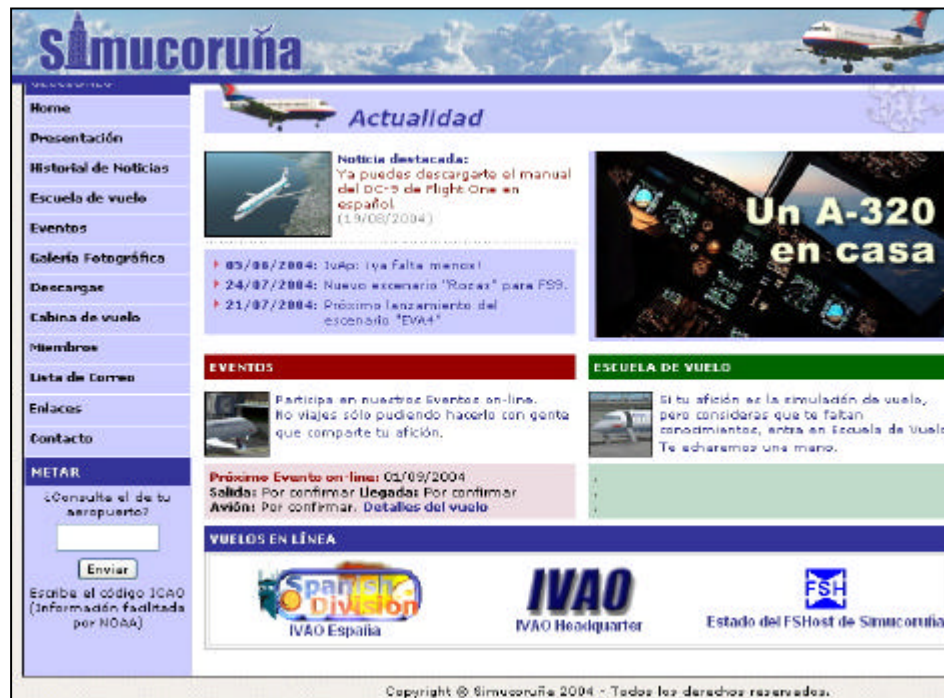 Simucoruña
SECCIONES
Home
Presentación
Historial de Noticias
Escuela de vuelo
Eventos
Galería Fotográfica
Descargas
Cabina de vuelo
Miembros
Lista de Correo
Enlaces
Contacto
METAR
¿Consulta el de tu
aeropuerto?
Enviar
Escribe el código ICAO
(Información facilitada
por NOAA)
Actualidad
Noticia destacada:
Ya puedes descargarte el manual
del DC-9 de Flight One en
español.
(19/08/2004)
05/06/2004: IvAp: ¡ya falta menos!
24/07/2004: Nuevo escenario "Rozas" para FS9.
21/07/2004: Próximo lanzamiento del
escenario "EVA4"
Un A-320
en casa
EVENTOS
Participa en nuestros Eventos on-line.
No viajes sólo pudiendo hacerlo con gente
que comparte tu afición.
Próximo Evento on-line: 01/09/2004
Salida: Por confirmar Llegada: Por confirmar
Avión: Por confirmar. Detalles del vuelo
ESCUELA DE VUELO
Si tu afición es la simulación de vuelo,
pero consideras que te faltan
conocimientos, entra en Escuela de Vuelo
Te echaremos una mano.
VUELOS EN LÍNEA
Spanish
Division
IVAO España
IVAO
IVAO Headquarter
FSH
Estado del FSHost de Simucoruña
Copyright @ Simucoruña 2004 - Todos los derechos reservados.